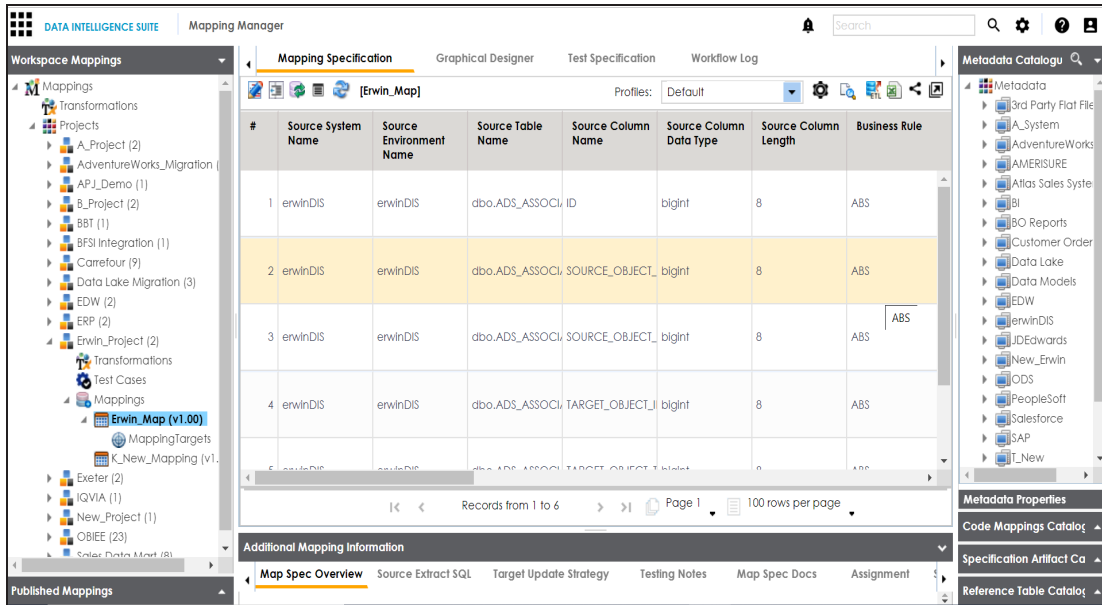 DATA INTELLIGENCE SUITE Mapping Manager Search
Workspace Mappings
Mappings
Transformations
Projects
A_Project (2)
AdventureWorks_Migration (
APJ_Demo (1)
B_Project (2)
BBT (1)
BFSI Integration (1)
Carrefour (9)
Data Lake Migration (3)
EDW (2)
ERP (2)
Erwin_Project (2)
Transformations
Test Cases
Mappings
Erwin_Map (v1.00)
MappingTargets
K_New_Mapping (v1.
Exeter (2)
IQVIA (1)
New_Project (1)
OBIEE (23)
Sales Data Mart (8)
Published Mappings
Mapping Specification Graphical Designer Test Specification Workflow Log
[Erwin_Map] Profiles: Default
# Source System Name Source Environment Name Source Table Name Source Column Name Source Column Data Type Source Column Length Business Rule
1 erwinDIS erwinDIS dbo.ADS_ASSOCIA ID bigint 8 ABS
2 erwinDIS erwinDIS dbo.ADS_ASSOCIA SOURCE_OBJECT_ bigint 8 ABS
ABS
3 erwinDIS erwinDIS dbo.ADS_ASSOCIA SOURCE_OBJECT_ bigint 8 ABS
4 erwinDIS erwinDIS dbo.ADS_ASSOCIA TARGET_OBJECT_I bigint 8 ABS
Records from 1 to 6 Page 1 100 rows per page
Additional Mapping Information
Map Spec Overview Source Extract SQL Target Update Strategy Testing Notes Map Spec Docs Assignment
Metadata Catalogu
Metadata
3rd Party Flat File
A_System
AdventureWorks
AMERISURE
Atlas Sales Syste
BI
BO Reports
Customer Order
Data Lake
Data Models
EDW
erwinDIS
JDEdwards
New_Erwin
ODS
PeopleSoft
Salesforce
SAP
T_New
Metadata Properties
Code Mappings Catalog
Specification Artifact Ca
Reference Table Catalog